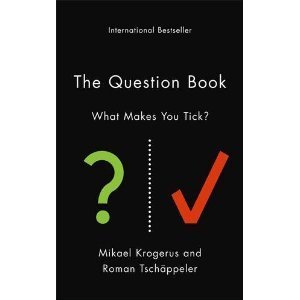 International Bestseller
The Question Book
What Makes You Tick?
?
Mikael Krogerus and
Roman Tschäppeler